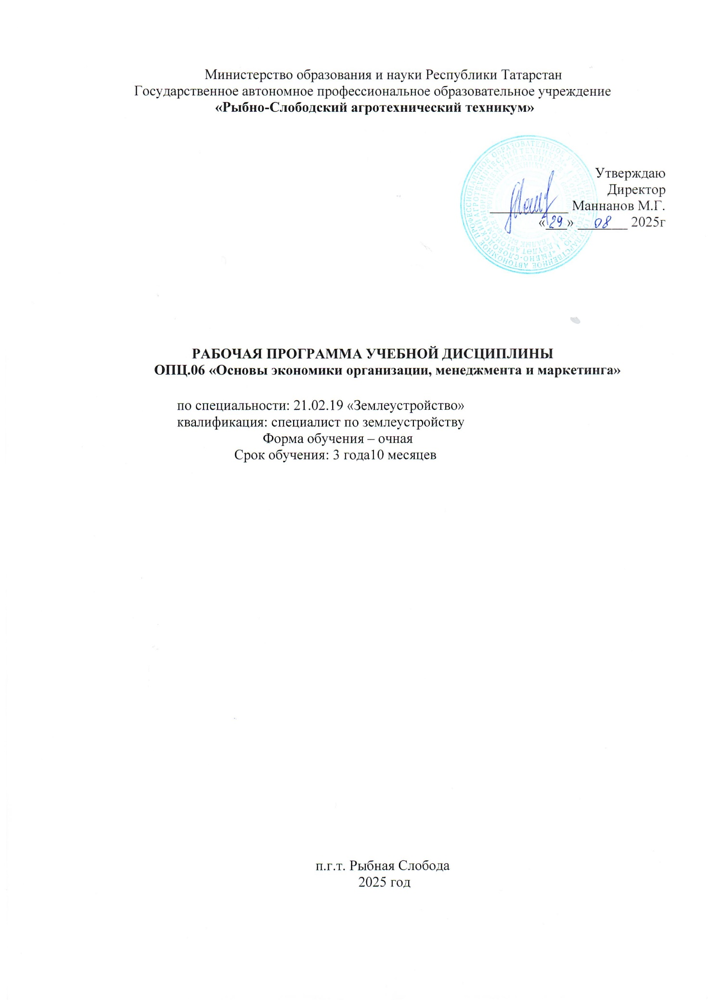 Министерство образования и науки Республики Татарстан
Государственное автономное профессиональное образовательное учреждение
«Рыбно-Слободский агротехнический техникум»
Утверждаю
Директор
___________ Маннанов М.Г.
«29» 08 2025г
РАБОЧАЯ ПРОГРАММА УЧЕБНОЙ ДИСЦИПЛИНЫ
ОПЦ.06 «Основы экономики организации, менеджмента и маркетинга»
по специальности: 21.02.19 «Землеустройство»
квалификация: специалист по землеустройству
Форма обучения – очная
Срок обучения: 3 года10 месяцев
п.г.т. Рыбная Слобода
2025 год